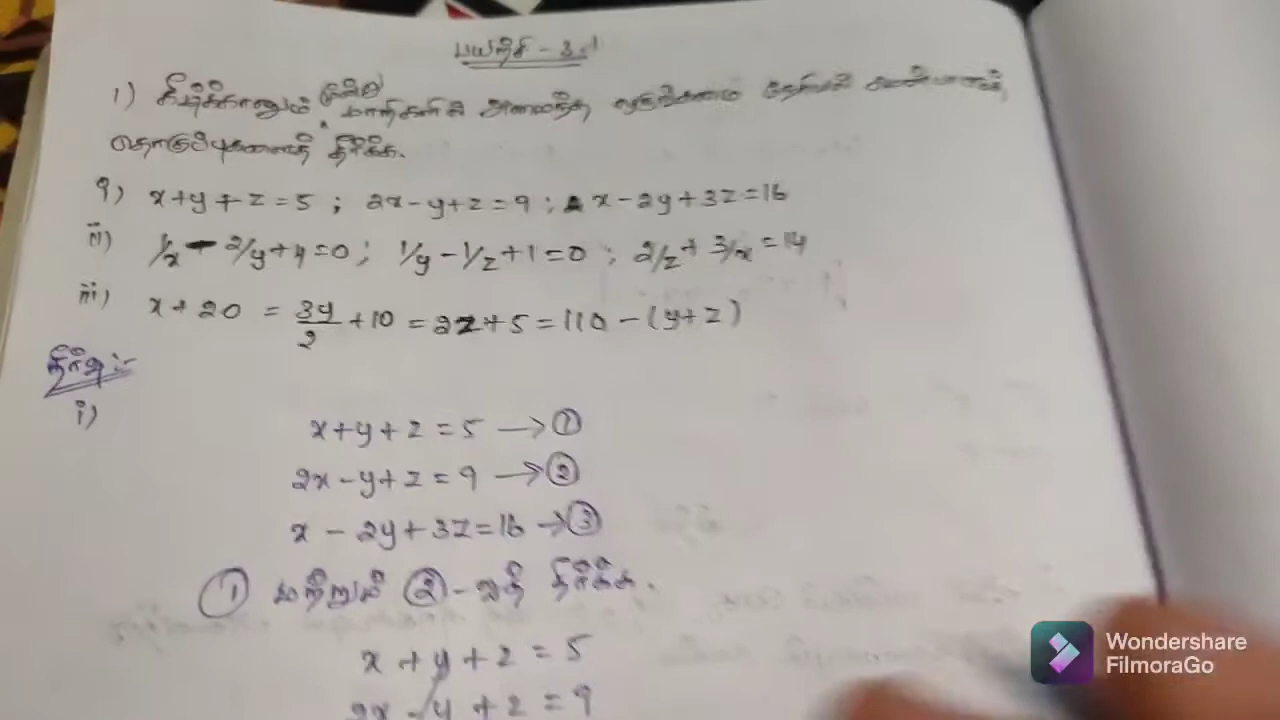 பயிற்சி - 3.1
1) கீழ்க்காணும் மூன்று மாறிகளில் அமைந்த ஒருங்கமை நேரியல் சமன்பாட்டுத்
தொகுப்புகளைத் தீர்க்க.
i) x+y+z=5 ; 2x-y+z=9 ; x-2y+3z=16
ii) 1/x - 2/y+4=0 ; 1/y - 1/z+1=0 ; 2/z + 3/x = 14
iii) x+20 = 3y/2 +10 = 2z+5 = 110-(y+z)
தீர்வு:-
i)
x+y+z = 5 → ①
2x-y+z = 9 → ②
x - 2y+3z=16 → ③
① மற்றும் ② -ஐத் தீர்க்க.
x + y + z = 5
2x - y + z = 9
Wondershare
FilmoraGo